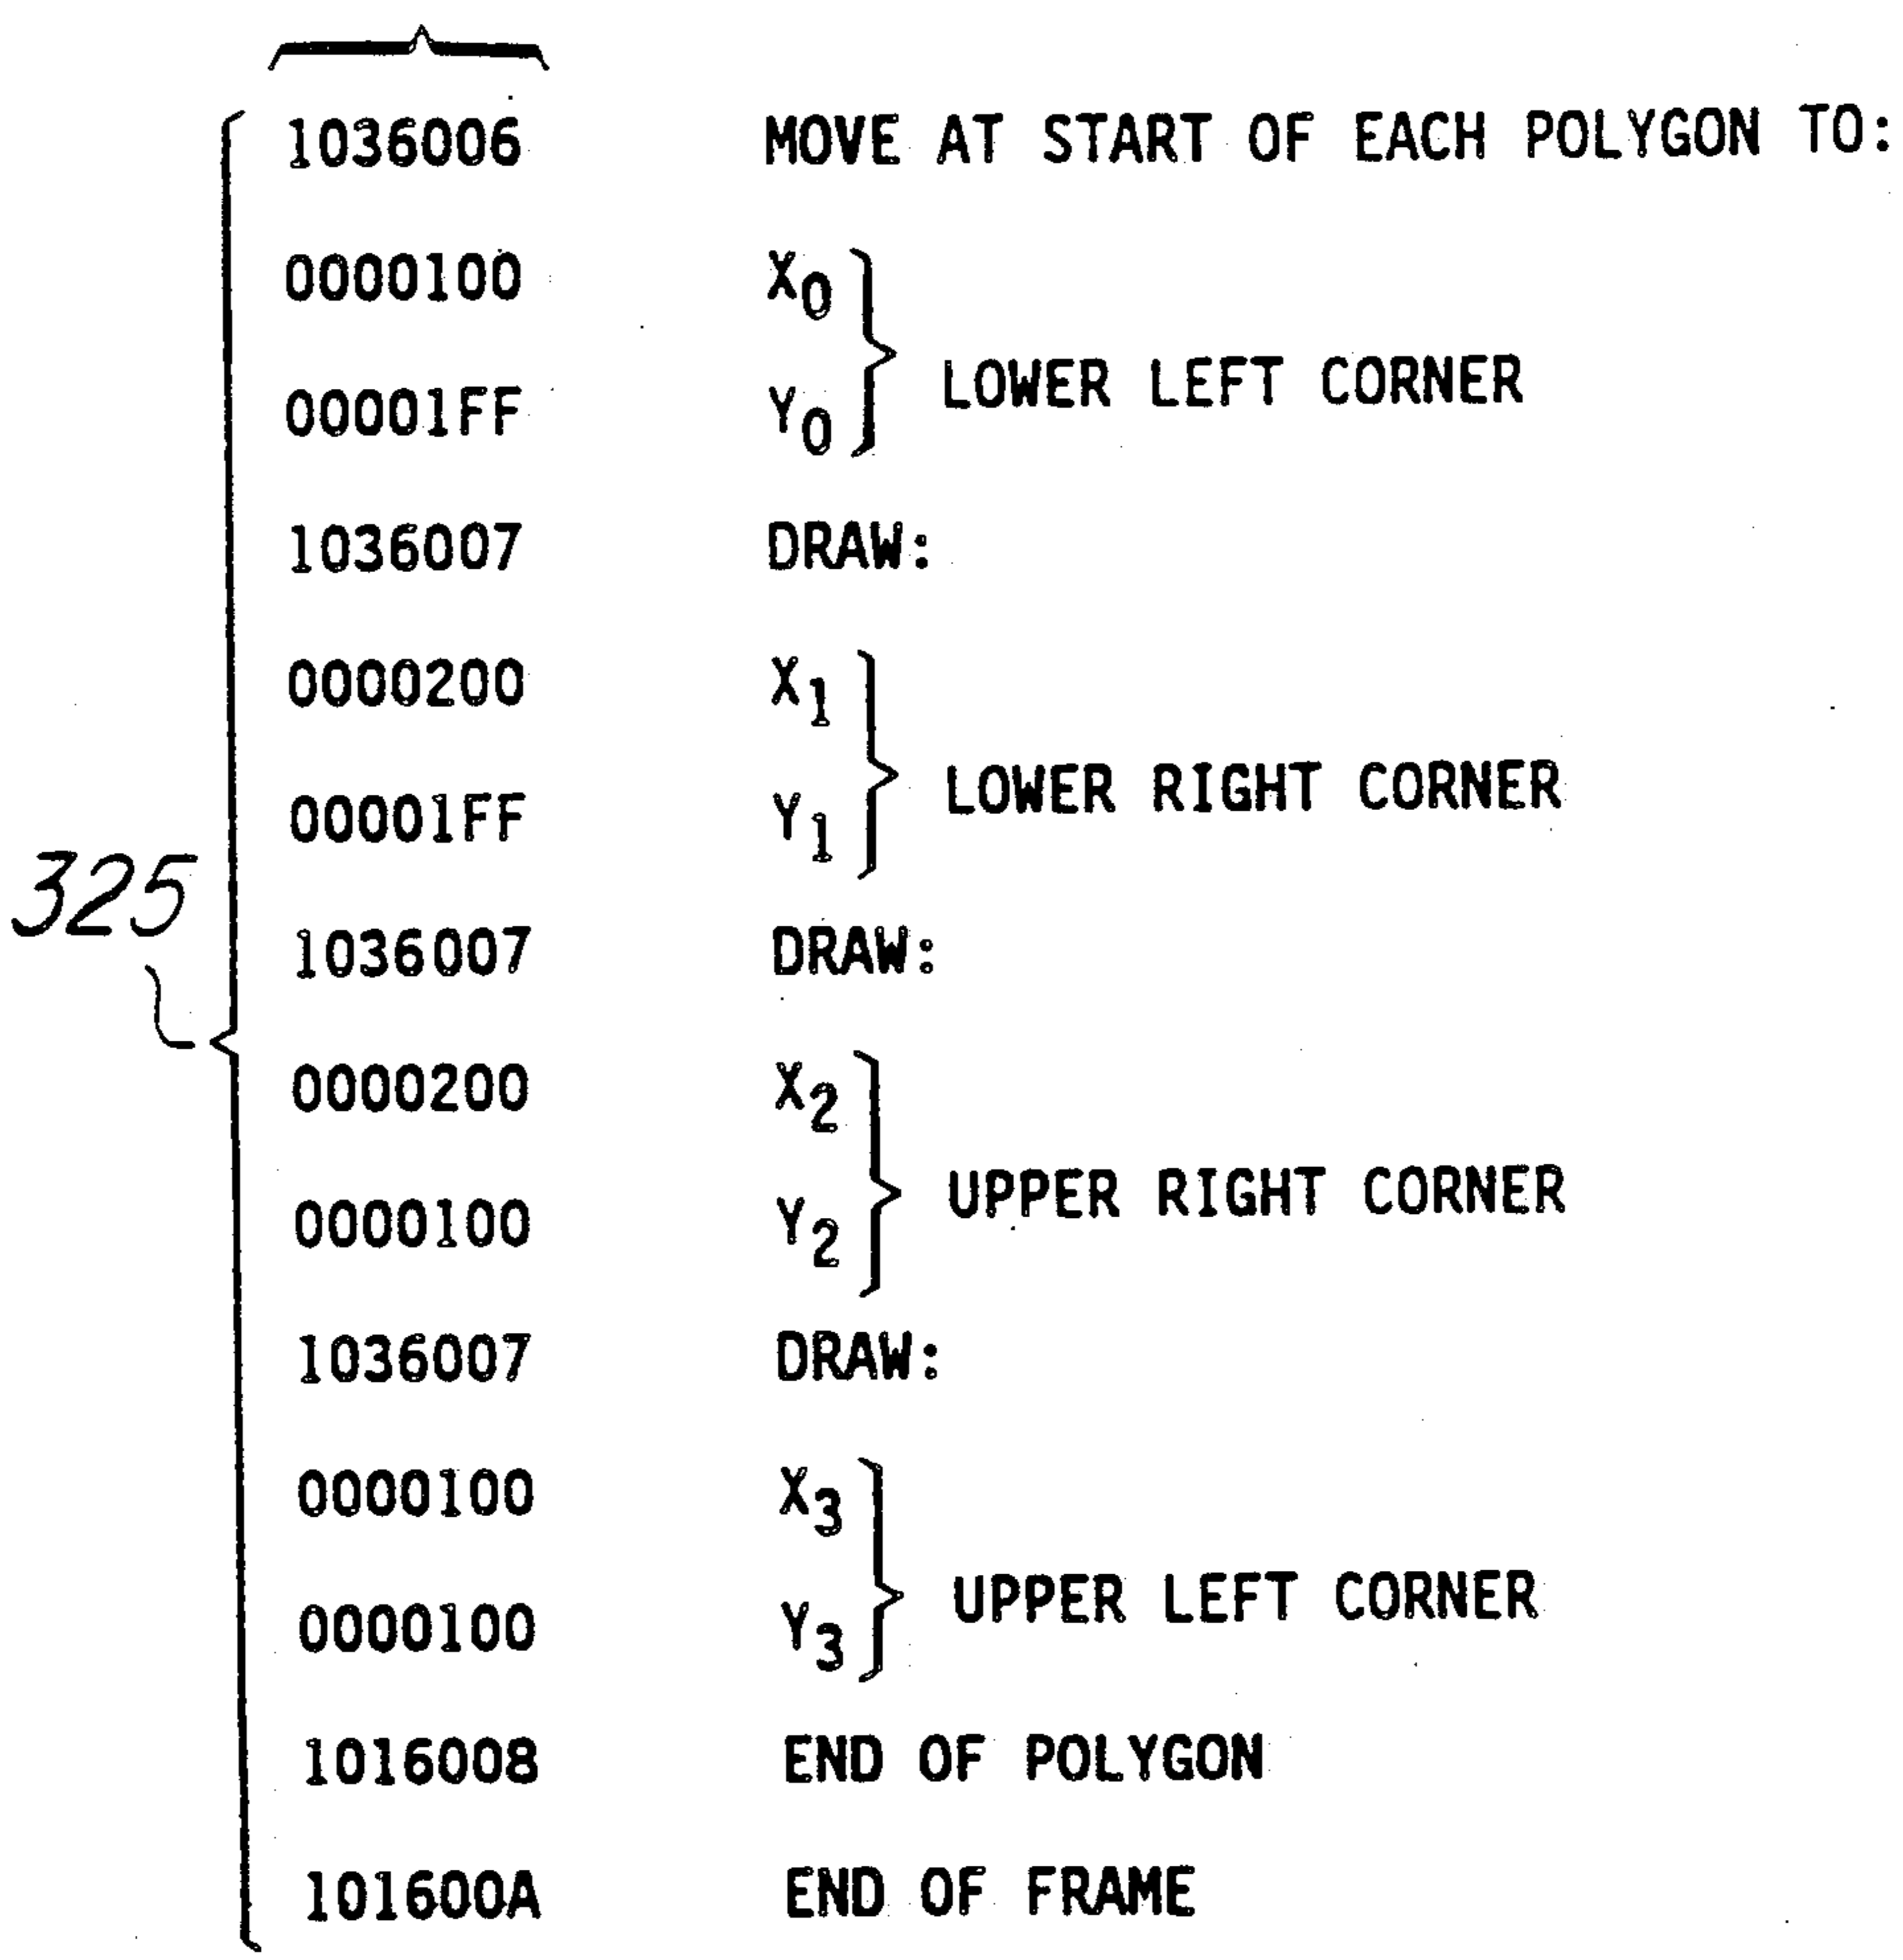 1036006 MOVE AT START OF EACH POLYGON TO:
0000100 X0
LOWER LEFT CORNER
00001FF Y0
1036007 DRAW:
0000200 X1
LOWER RIGHT CORNER
00001FF Y1
325
1036007 DRAW:
0000200 X2
UPPER RIGHT CORNER
0000100 Y2
1036007 DRAW:
0000100 X3
UPPER LEFT CORNER
0000100 Y3
1016008 END OF POLYGON
101600A END OF FRAME